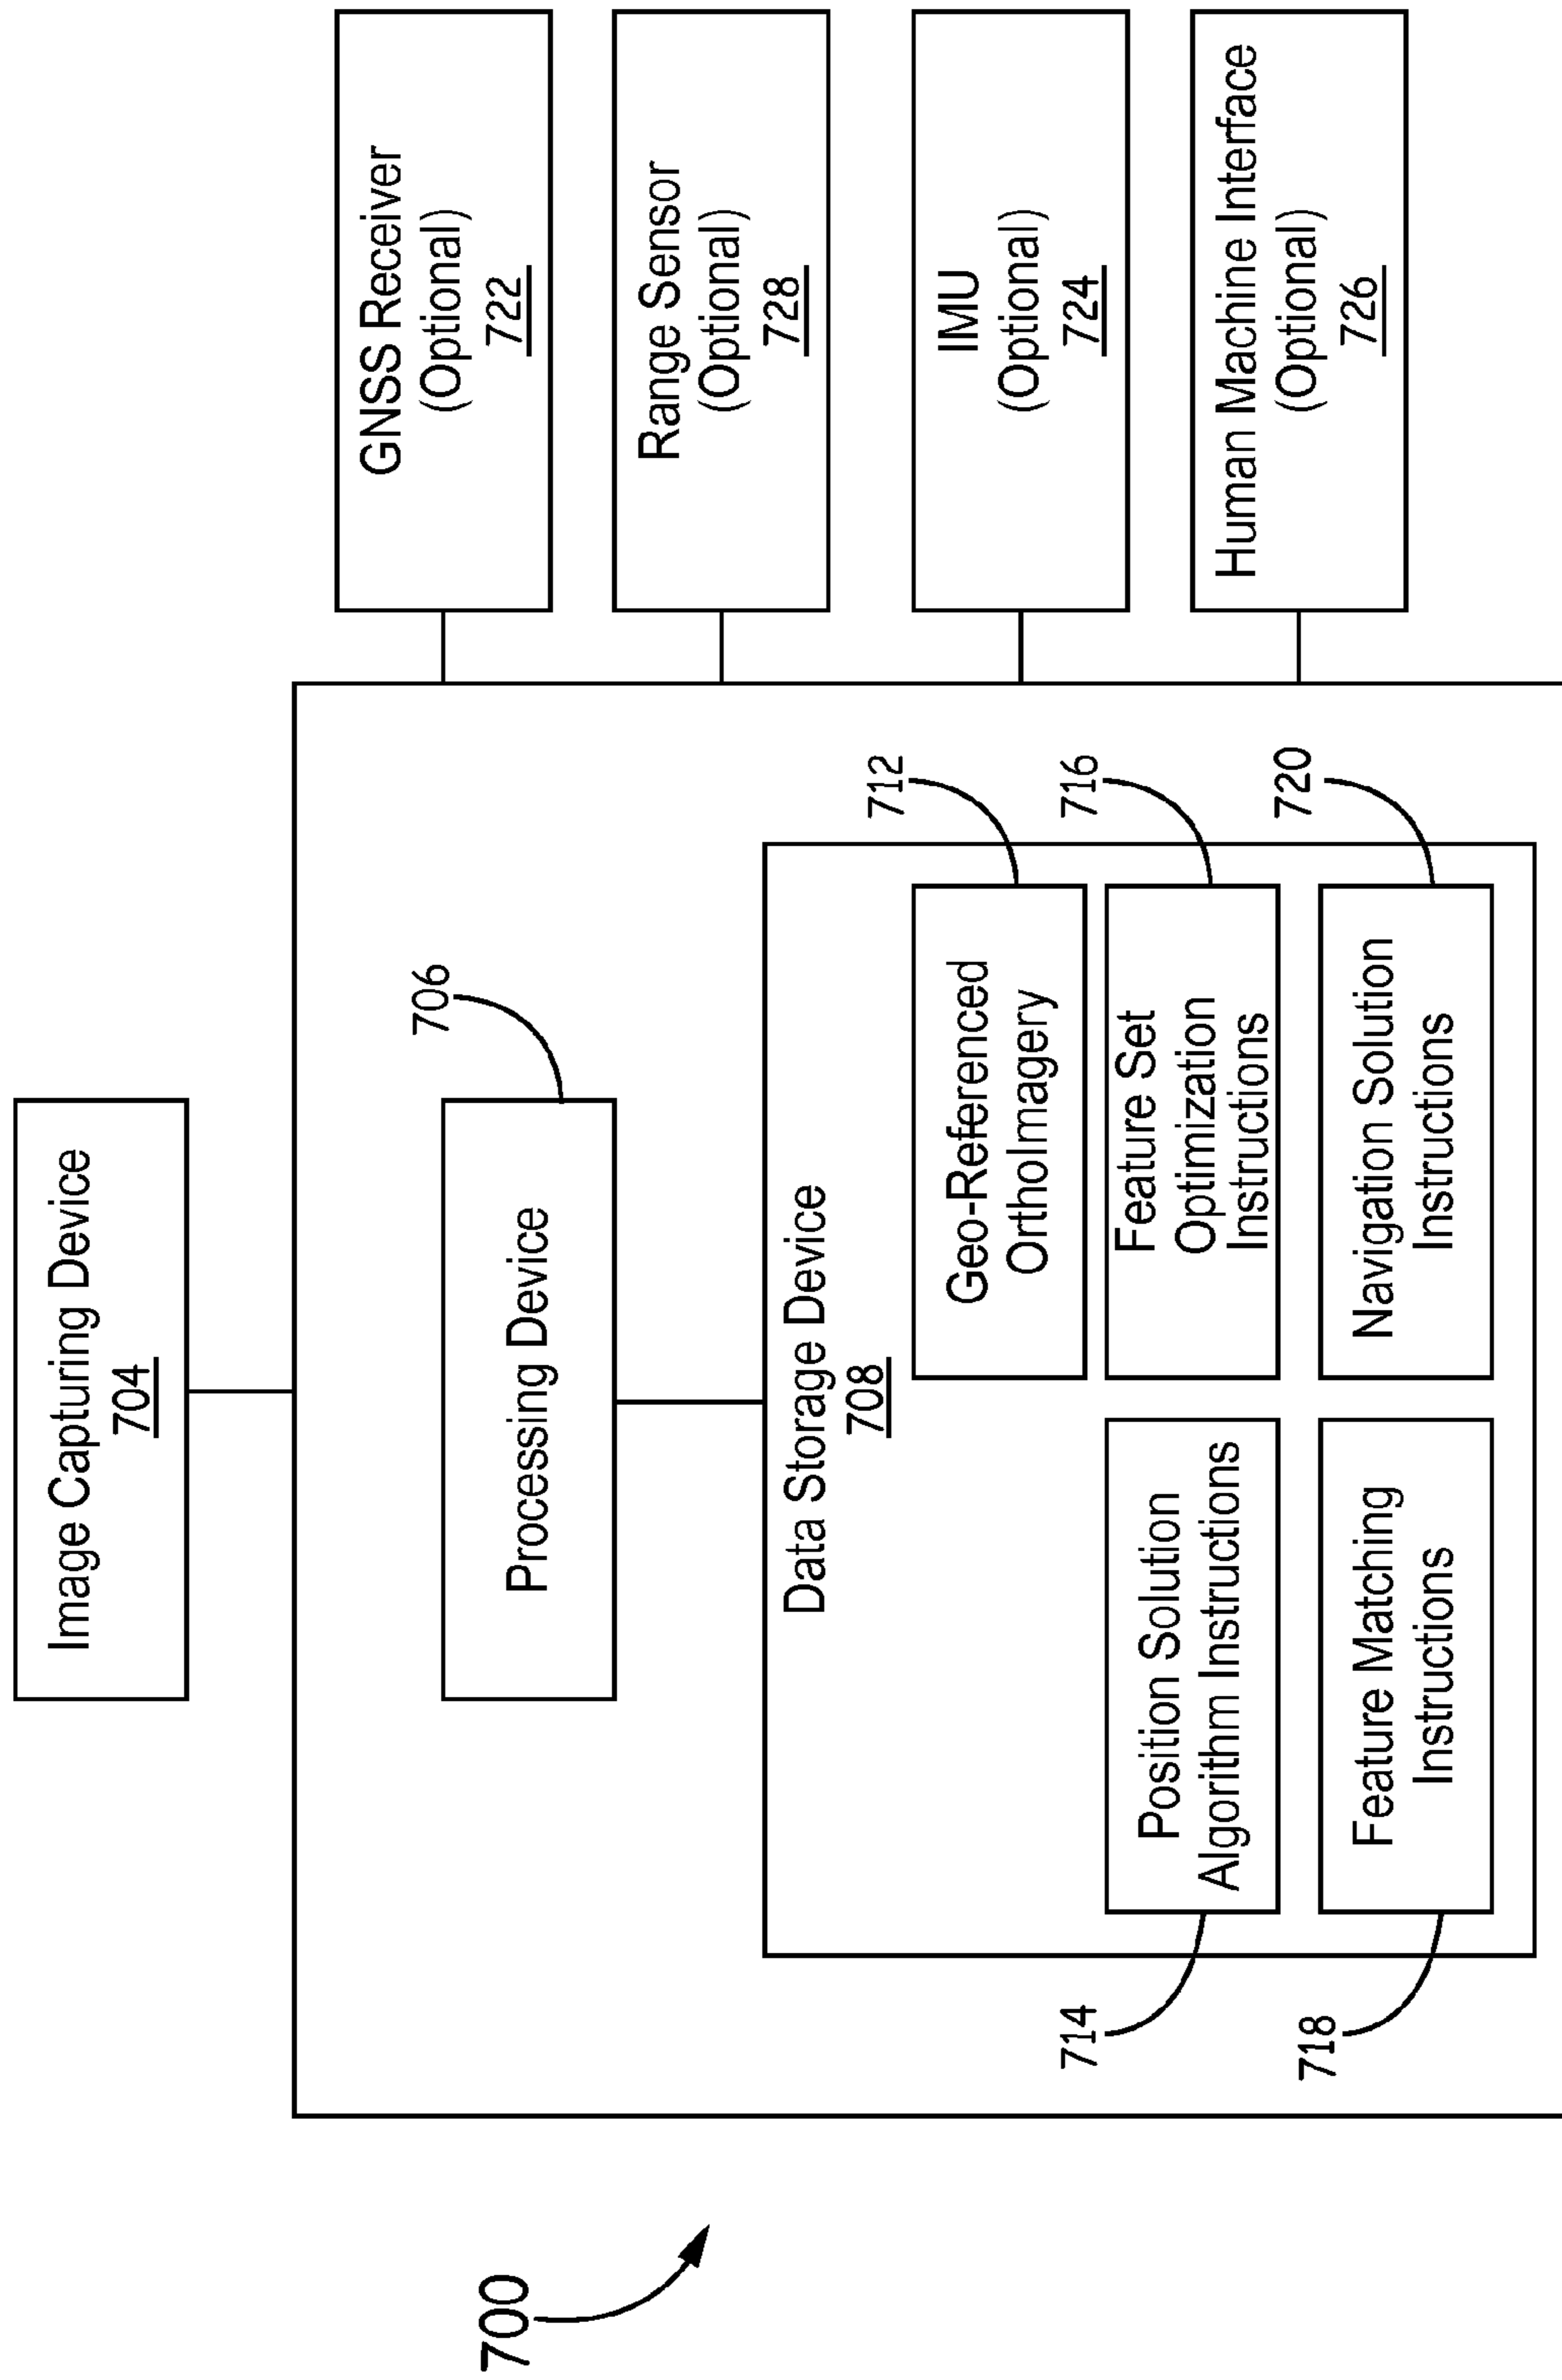 700
Image Capturing Device
704
Processing Device
706
Data Storage Device
708
Geo-Referenced
OrthoImagery
712
Position Solution
Algorithm Instructions
714
Feature Set
Optimization
Instructions
716
Feature Matching
Instructions
718
Navigation Solution
Instructions
720
GNSS Receiver
(Optional)
722
Range Sensor
(Optional)
728
IMU
(Optional)
724
Human Machine Interface
(Optional)
726